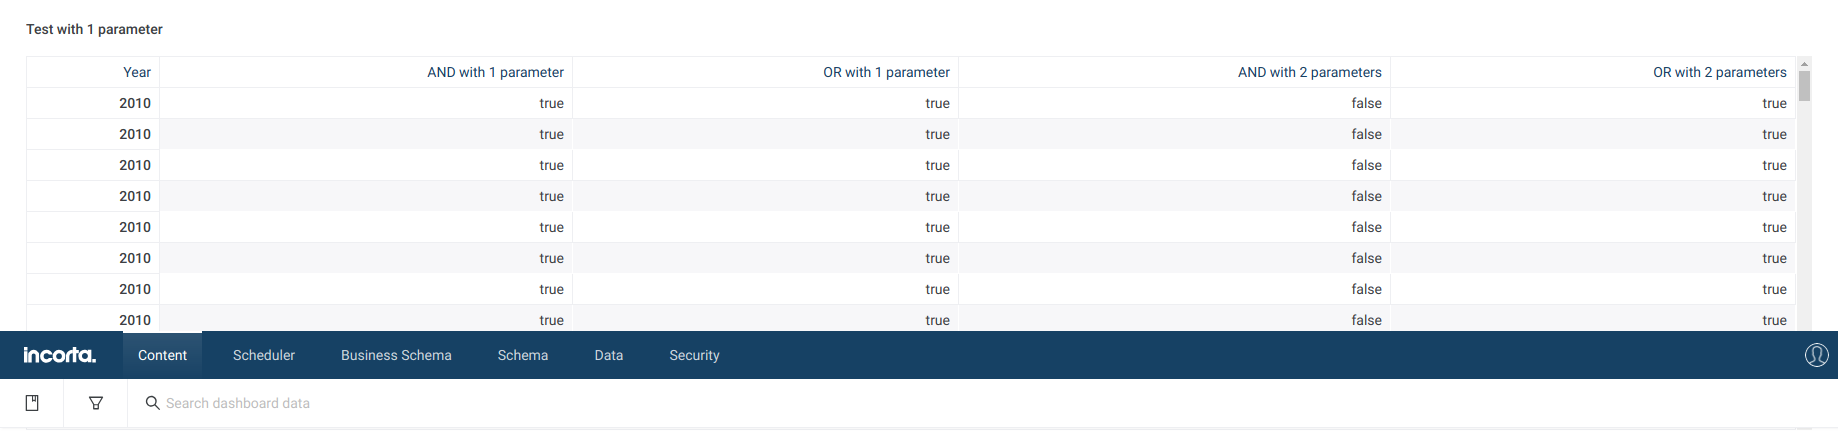 Test with 1 parameter
Year AND with 1 parameter OR with 1 parameter AND with 2 parameters OR with 2 parameters
2010 true true false true
2010 true true false true
2010 true true false true
2010 true true false true
2010 true true false true
2010 true true false true
2010 true true false true
2010 true true false true
incorta. Content Scheduler Business Schema Schema Data Security
Search dashboard data